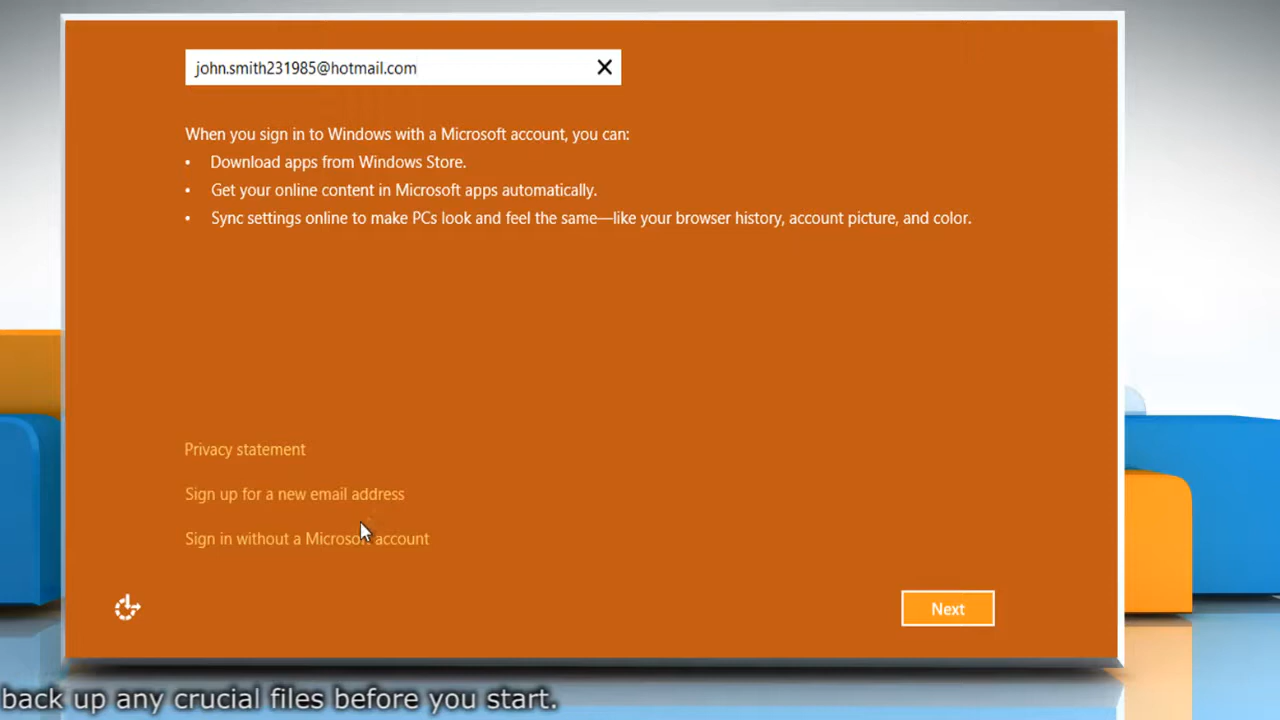 john.smith231985@hotmail.com
When you sign in to Windows with a Microsoft account, you can:
• Download apps from Windows Store.
• Get your online content in Microsoft apps automatically.
• Sync settings online to make PCs look and feel the same—like your browser history, account picture, and color.
Privacy statement
Sign up for a new email address
Sign in without a Microsoft account
Next
back up any crucial files before you start.